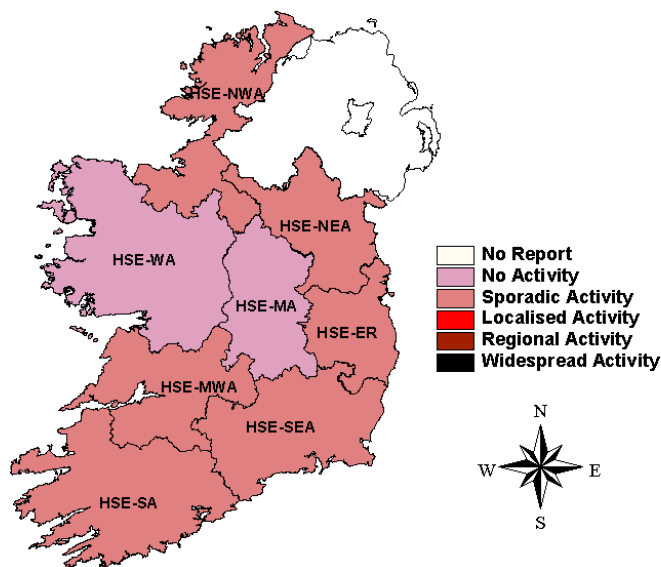 HSE-NWA
HSE-NEA
HSE-WA
HSE-MA
HSE-ER
HSE-MWA
HSE-SEA
HSE-SA
No Report
No Activity
Sporadic Activity
Localised Activity
Regional Activity
Widespread Activity
N
W E
S